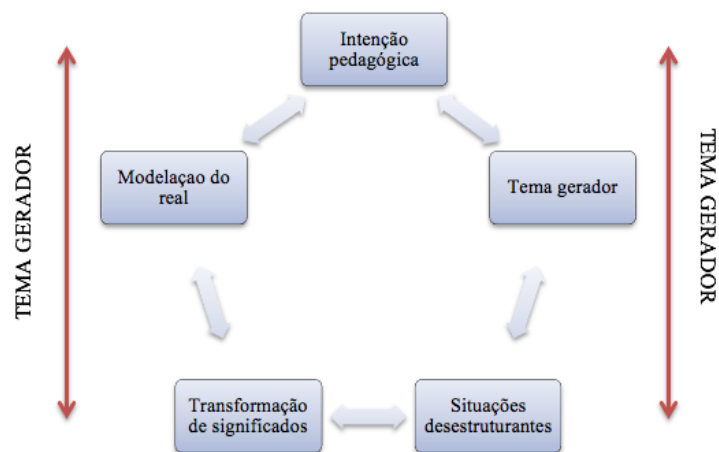 Intenção
pedagógica
TEMA GERADOR
Modelaçao do
real
Tema gerador
TEMA GERADOR
Transformação
de significados
Situações
desestruturantes